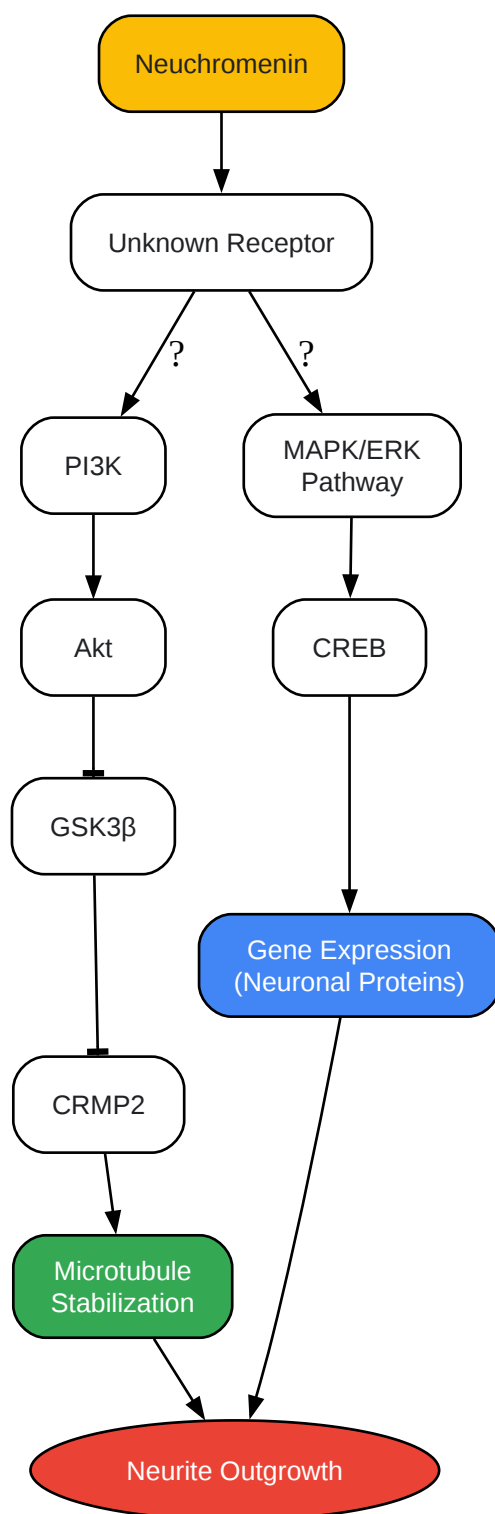 Neuchromenin
Unknown Receptor
?
?
PI3K
MAPK/ERK
Pathway
Akt
CREB
GSK3β
Gene Expression
(Neuronal Proteins)
CRMP2
Microtubule
Stabilization
Neurite Outgrowth